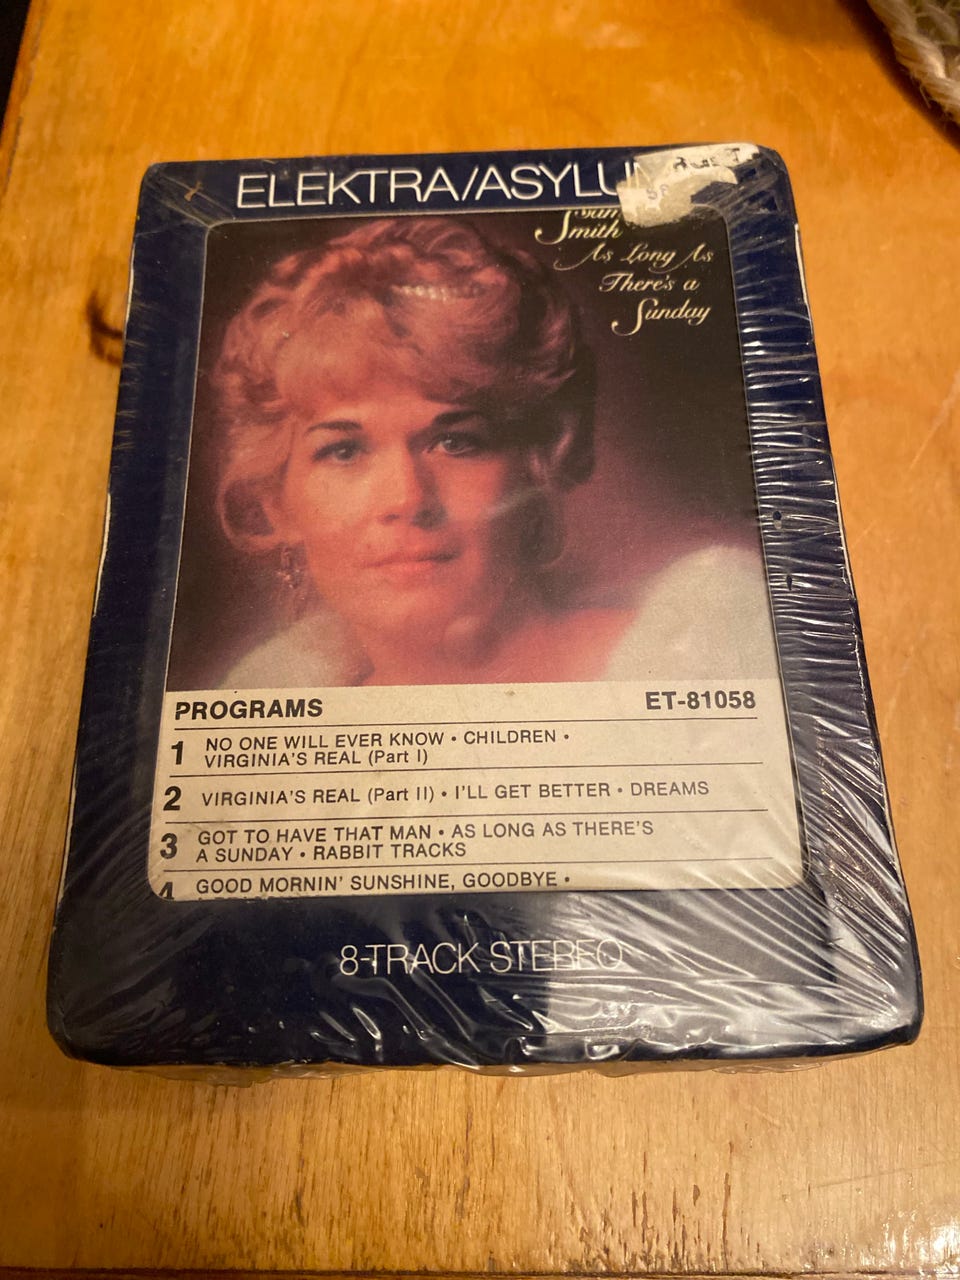 ELEKTRA/ASYLUM
Smith
As Long As
There's a
Sunday
PROGRAMS ET-81058
1 NO ONE WILL EVER KNOW • CHILDREN •
VIRGINIA'S REAL (Part I)
2 VIRGINIA'S REAL (Part II) • I'LL GET BETTER • DREAMS
3 GOT TO HAVE THAT MAN • AS LONG AS THERE'S
A SUNDAY • RABBIT TRACKS
4 GOOD MORNIN' SUNSHINE, GOODBYE •
8-TRACK STEREO